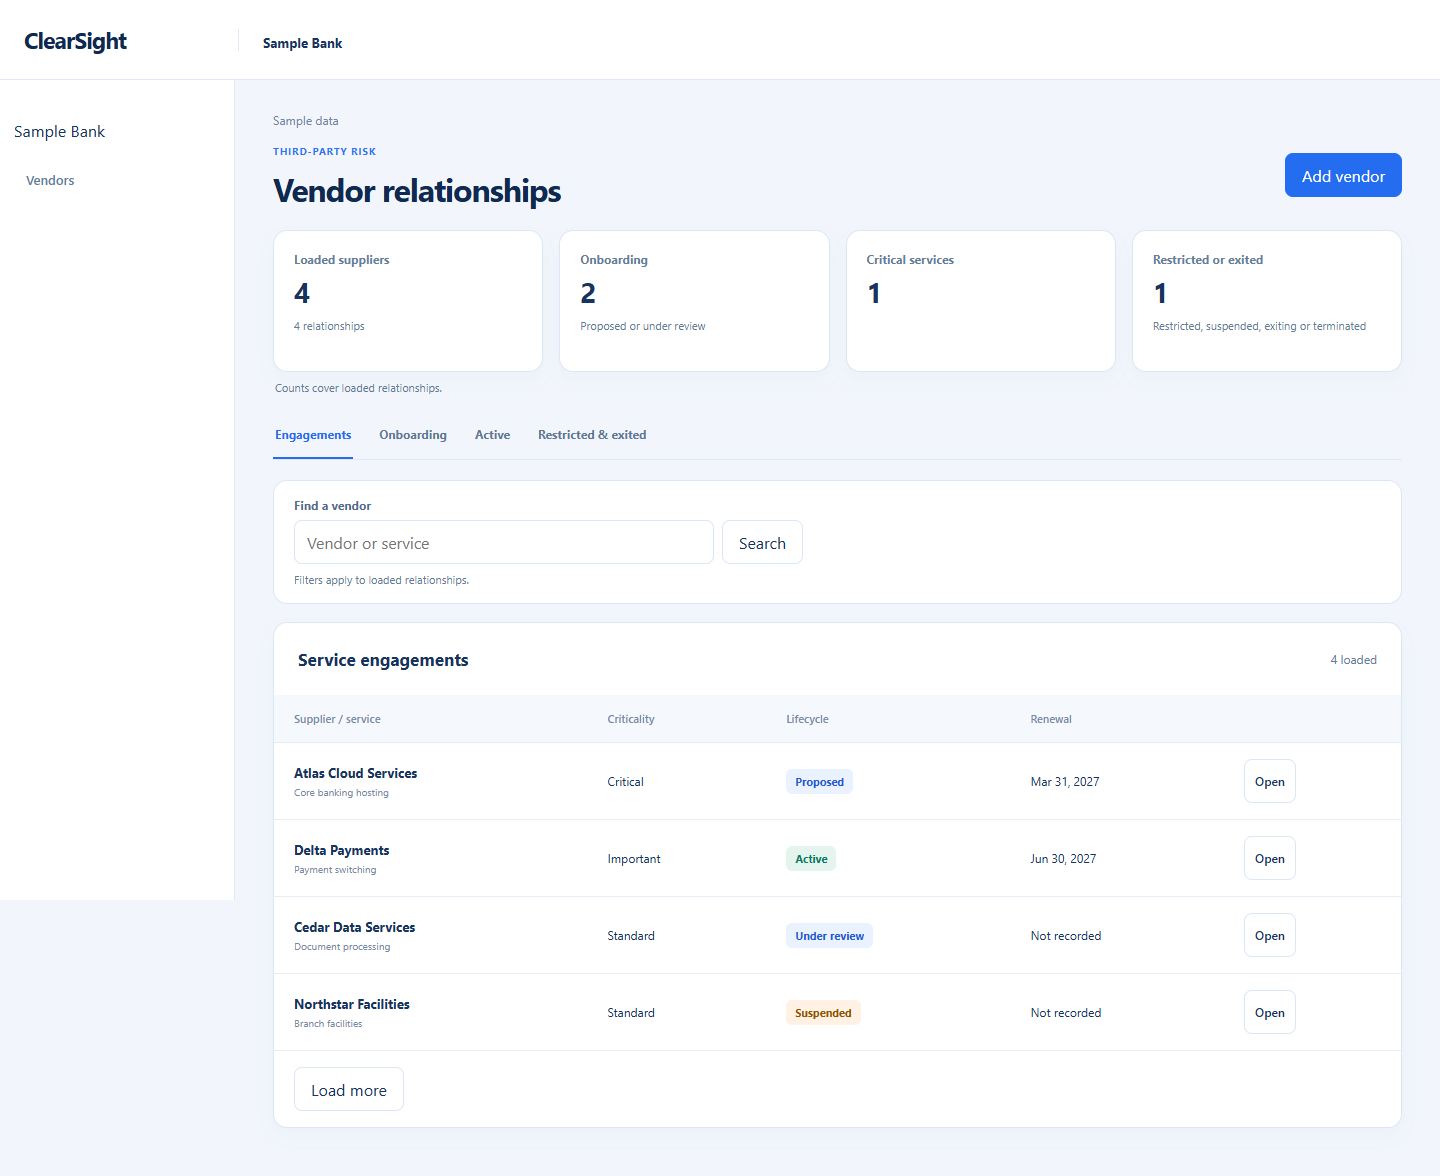 ClearSight
Sample Bank
Sample Bank
Vendors
Sample data
THIRD-PARTY RISK
Vendor relationships
Add vendor
Loaded suppliers
4
4 relationships
Onboarding
2
Proposed or under review
Critical services
1
Restricted or exited
1
Restricted, suspended, exiting or terminated
Counts cover loaded relationships.
Engagements Onboarding Active Restricted & exited
Find a vendor
Vendor or service
Search
Filters apply to loaded relationships.
Service engagements
4 loaded
Supplier / service Criticality Lifecycle Renewal
Atlas Cloud Services
Core banking hosting
Critical Proposed Mar 31, 2027 Open
Delta Payments
Payment switching
Important Active Jun 30, 2027 Open
Cedar Data Services
Document processing
Standard Under review Not recorded Open
Northstar Facilities
Branch facilities
Standard Suspended Not recorded Open
Load more